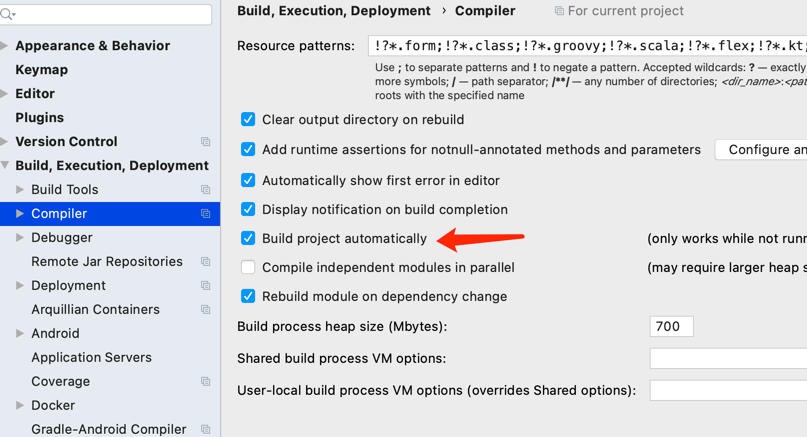 Build, Execution, Deployment › Compiler
For current project
Appearance & Behavior
Keymap
Editor
Plugins
Version Control
Build, Execution, Deployment
Build Tools
Compiler
Debugger
Remote Jar Repositories
Deployment
Arquillian Containers
Android
Application Servers
Coverage
Docker
Gradle-Android Compiler
Resource patterns:
!?*.form;!?*.class;!?*.groovy;!?*.scala;!?*.flex;!?*.kt;
Use ; to separate patterns and ! to negate a pattern. Accepted wildcards: ? — exactly
more symbols; / — path separator; /**/ — any number of directories; <dir_name>:<pat
roots with the specified name
Clear output directory on rebuild
Add runtime assertions for notnull-annotated methods and parameters
Configure an
Automatically show first error in editor
Display notification on build completion
Build project automatically
(only works while not runn
Compile independent modules in parallel
(may require larger heap s
Rebuild module on dependency change
Build process heap size (Mbytes):
700
Shared build process VM options:
User-local build process VM options (overrides Shared options):